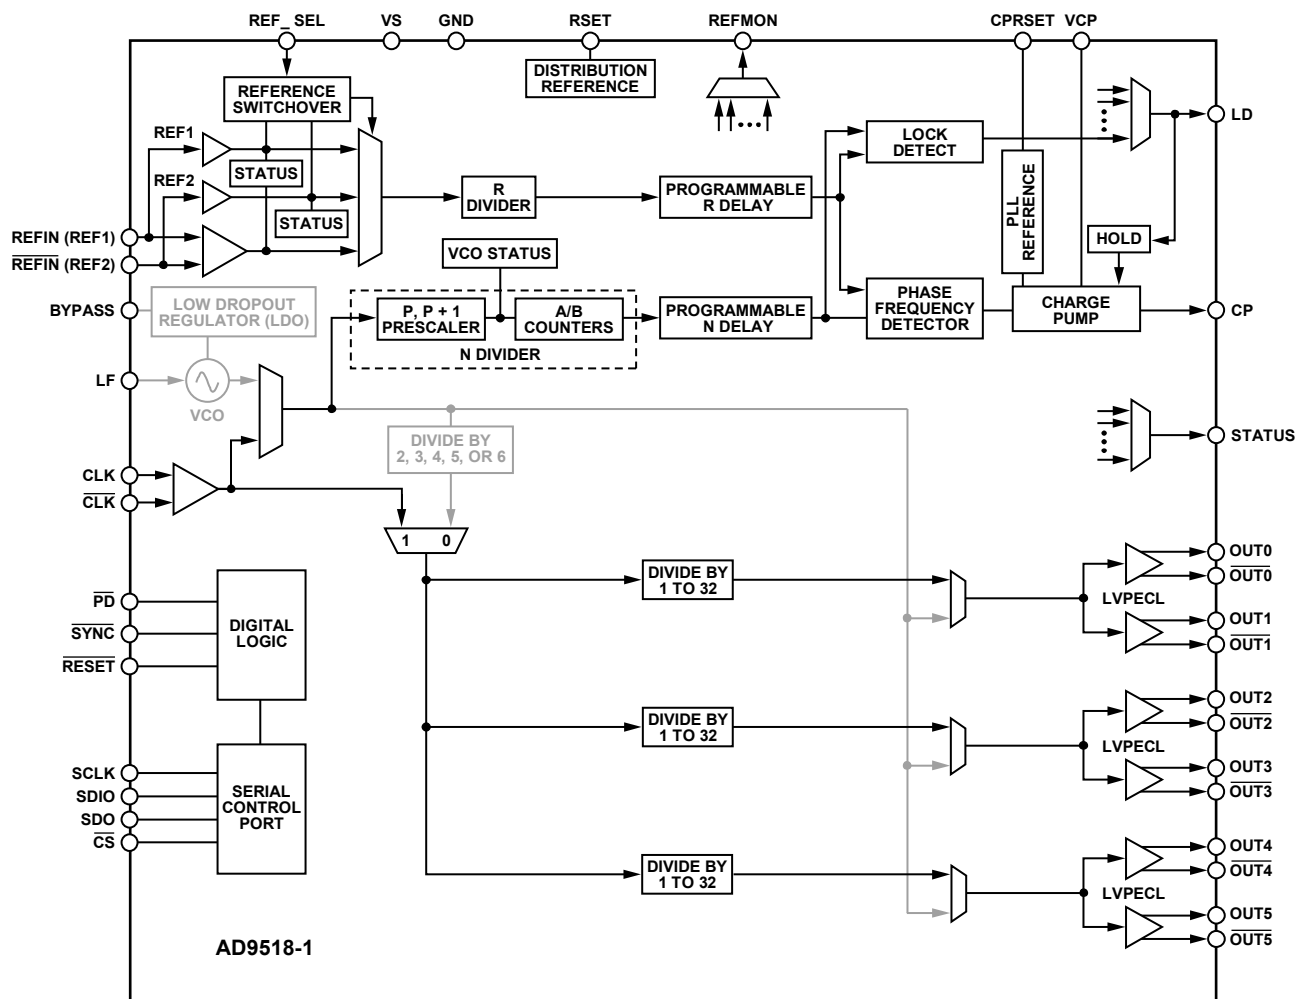 REF_ SEL
VS
GND
RSET
REFMON
CPRSET
VCP
REFERENCE
SWITCHOVER
DISTRIBUTION
REFERENCE
REF1
STATUS
REF2
STATUS
REFIN (REF1)
REFIN (REF2)
R
DIVIDER
PROGRAMMABLE
R DELAY
LOCK
DETECT
PLL
REFERENCE
LD
HOLD
VCO STATUS
BYPASS
LOW DROPOUT
REGULATOR (LDO)
P, P + 1
PRESCALER
A/B
COUNTERS
N DIVIDER
PROGRAMMABLE
N DELAY
PHASE
FREQUENCY
DETECTOR
CHARGE
PUMP
CP
LF
VCO
DIVIDE BY
2, 3, 4, 5, OR 6
STATUS
CLK
CLK
1 0
DIVIDE BY
1 TO 32
LVPECL
OUT0
OUT0
OUT1
OUT1
PD
SYNC
RESET
DIGITAL
LOGIC
DIVIDE BY
1 TO 32
LVPECL
OUT2
OUT2
OUT3
OUT3
SCLK
SDIO
SDO
CS
SERIAL
CONTROL
PORT
DIVIDE BY
1 TO 32
LVPECL
OUT4
OUT4
OUT5
OUT5
AD9518-1